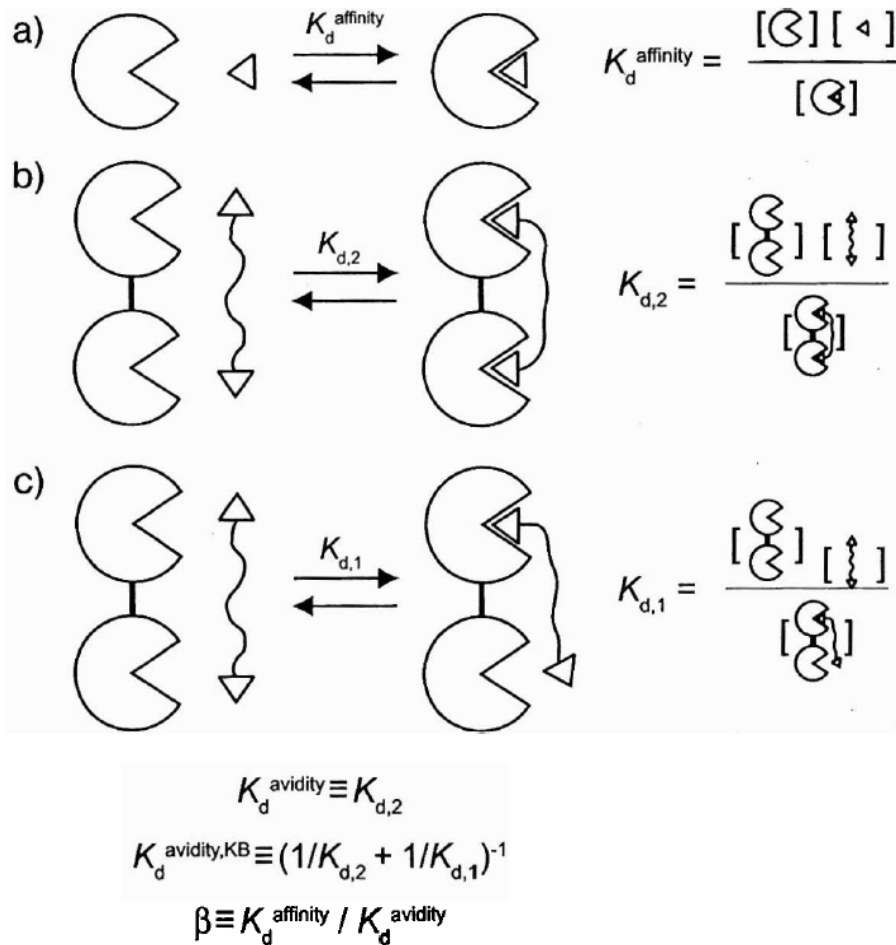 a) K_d^affinity K_d^affinity = [ ] [ ] / [ ]
b) K_d,2 K_d,2 = [ ] [ ] / [ ]
c) K_d,1 K_d,1 = [ ] [ ] / [ ]
K_d^avidity ≡ K_d,2
K_d^avidity,KB ≡ (1/K_d,2 + 1/K_d,1)^-1
β ≡ K_d^affinity / K_d^avidity